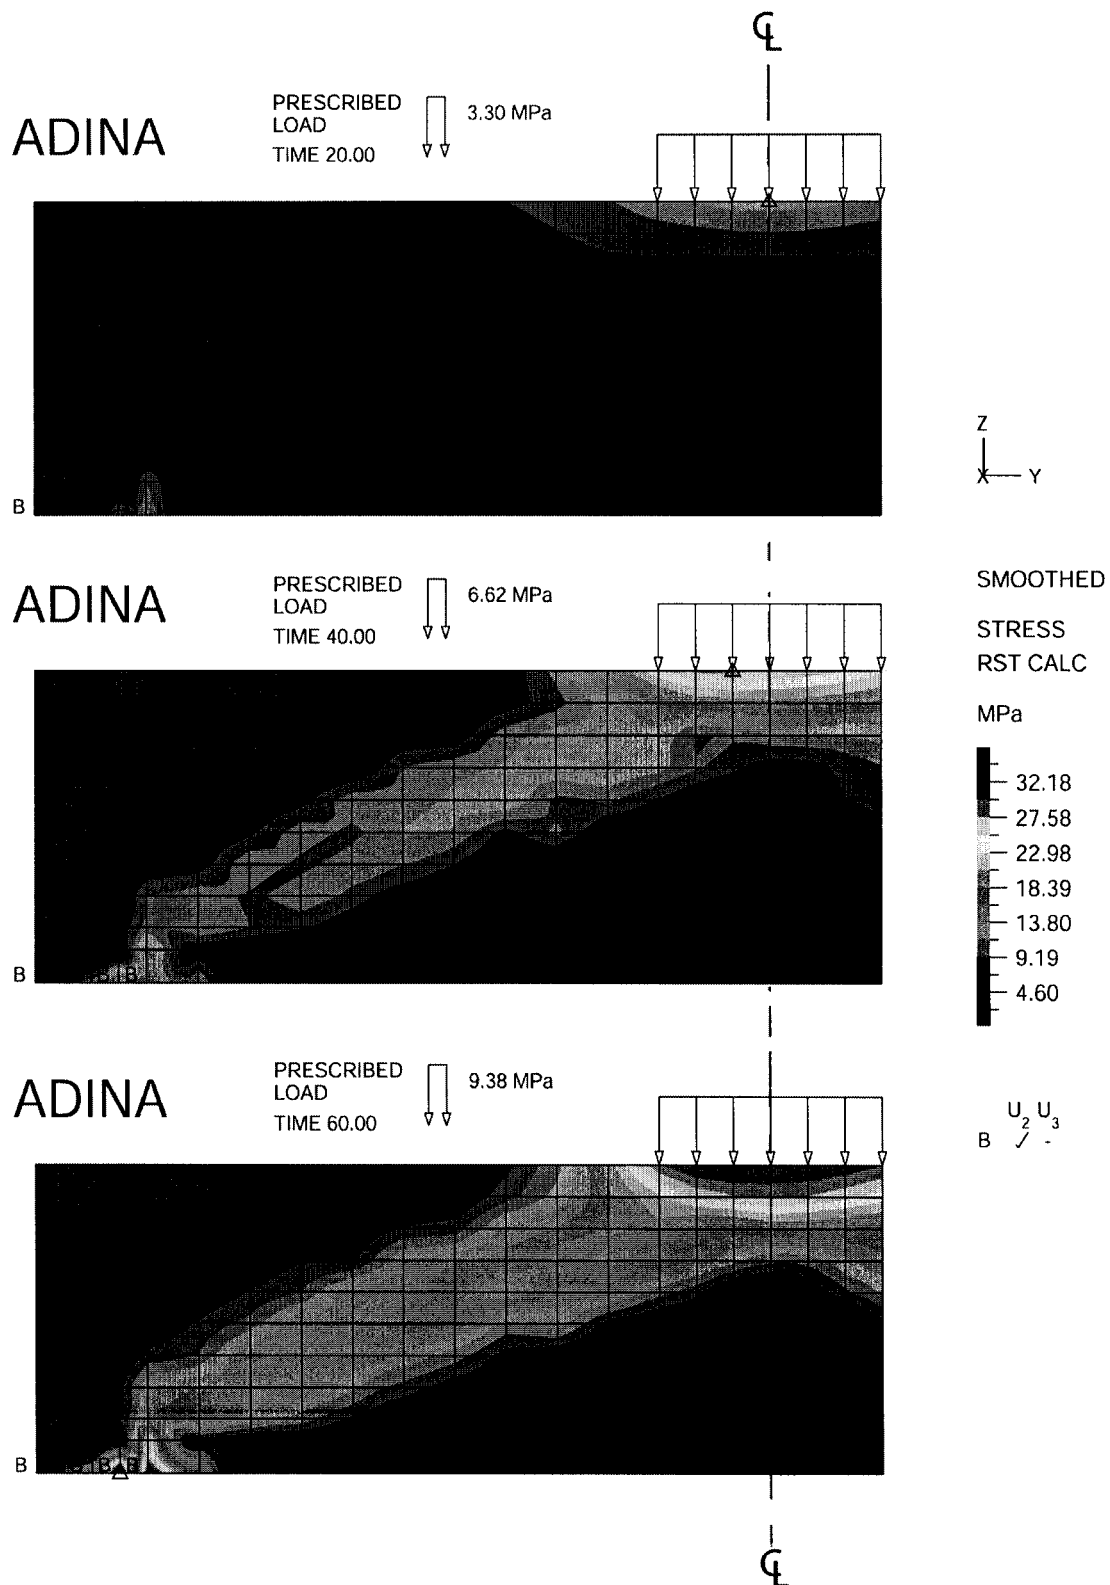 ℄
ADINA
PRESCRIBED
LOAD
TIME 20.00
3.30 MPa
B
Z
X
Y
ADINA
PRESCRIBED
LOAD
TIME 40.00
6.62 MPa
B
B B
SMOOTHED
STRESS
RST CALC
MPa
32.18
27.58
22.98
18.39
13.80
9.19
4.60
ADINA
PRESCRIBED
LOAD
TIME 60.00
9.38 MPa
U₂ U₃
B ✓ -
B
B B
℄